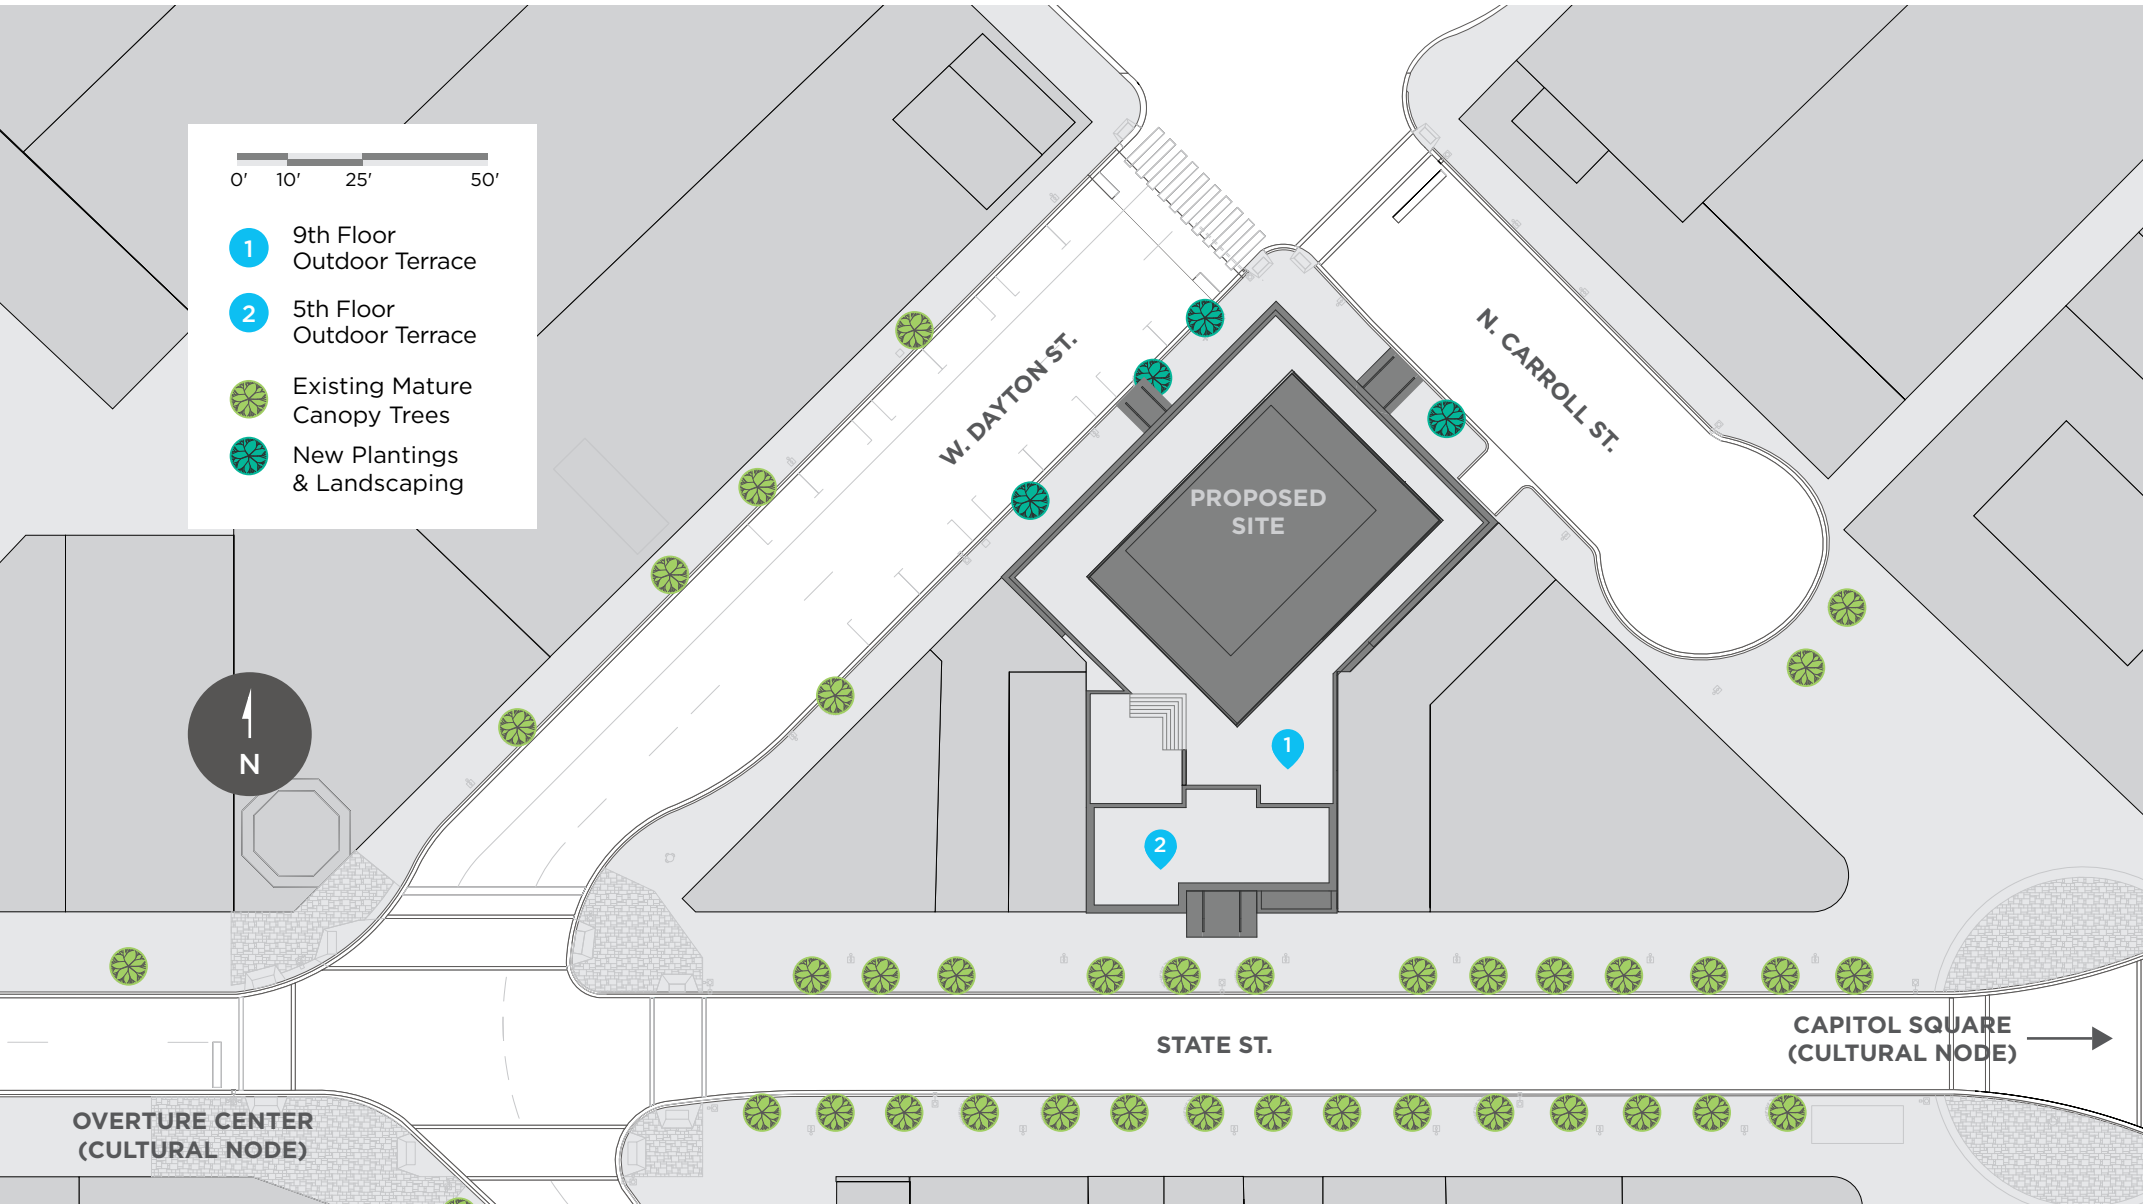 0' 10' 25' 50'
1
9th Floor
Outdoor Terrace
2
5th Floor
Outdoor Terrace
Existing Mature
Canopy Trees
New Plantings
& Landscaping
N
W. DAYTON ST.
N. CARROLL ST.
PROPOSED
SITE
1
2
STATE ST.
CAPITOL SQUARE
(CULTURAL NODE)
OVERTURE CENTER
(CULTURAL NODE)